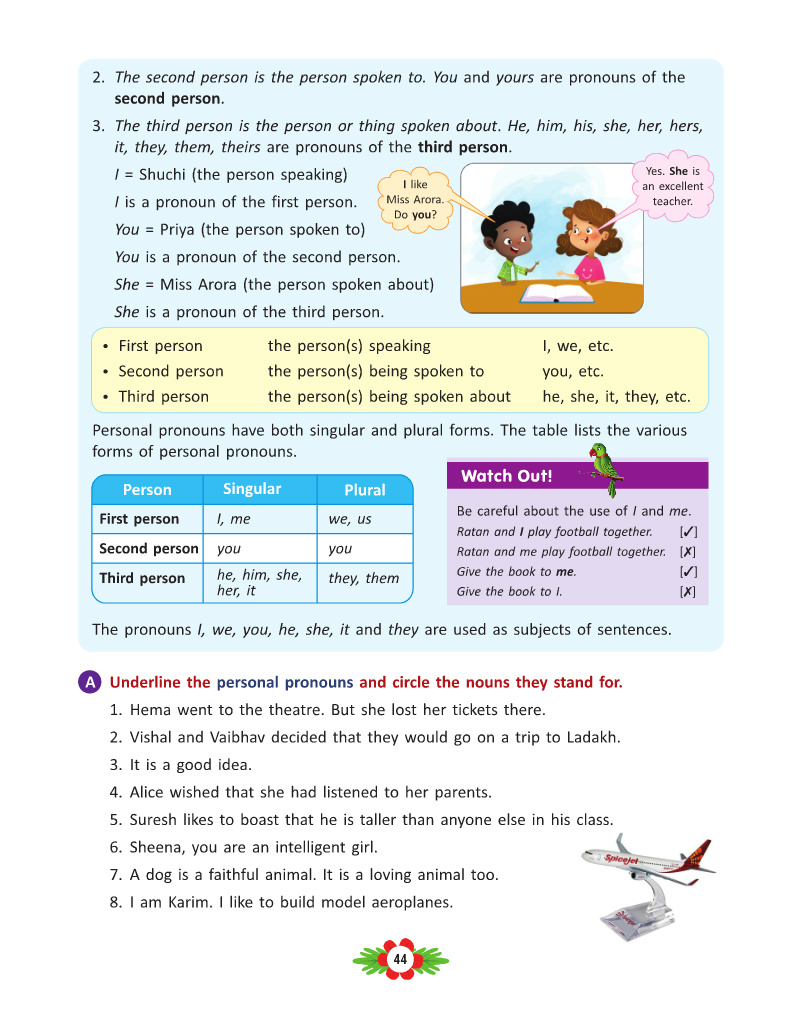 2. The second person is the person spoken to. You and yours are pronouns of the
second person.
3. The third person is the person or thing spoken about. He, him, his, she, her, hers,
it, they, them, theirs are pronouns of the third person.
I = Shuchi (the person speaking)
I is a pronoun of the first person.
You = Priya (the person spoken to)
You is a pronoun of the second person.
She = Miss Arora (the person spoken about)
She is a pronoun of the third person.
I like
Miss Arora.
Do you?
Yes. She is
an excellent
teacher.
• First person the person(s) speaking I, we, etc.
• Second person the person(s) being spoken to you, etc.
• Third person the person(s) being spoken about he, she, it, they, etc.
Personal pronouns have both singular and plural forms. The table lists the various
forms of personal pronouns.
Person Singular Plural
First person I, me we, us
Second person you you
Third person he, him, she, they, them
her, it
Watch Out!
Be careful about the use of I and me.
Ratan and I play football together. [✓]
Ratan and me play football together. [✗]
Give the book to me. [✓]
Give the book to I. [✗]
The pronouns I, we, you, he, she, it and they are used as subjects of sentences.
A Underline the personal pronouns and circle the nouns they stand for.
1. Hema went to the theatre. But she lost her tickets there.
2. Vishal and Vaibhav decided that they would go on a trip to Ladakh.
3. It is a good idea.
4. Alice wished that she had listened to her parents.
5. Suresh likes to boast that he is taller than anyone else in his class.
6. Sheena, you are an intelligent girl.
7. A dog is a faithful animal. It is a loving animal too.
8. I am Karim. I like to build model aeroplanes.
SpiceJet
44